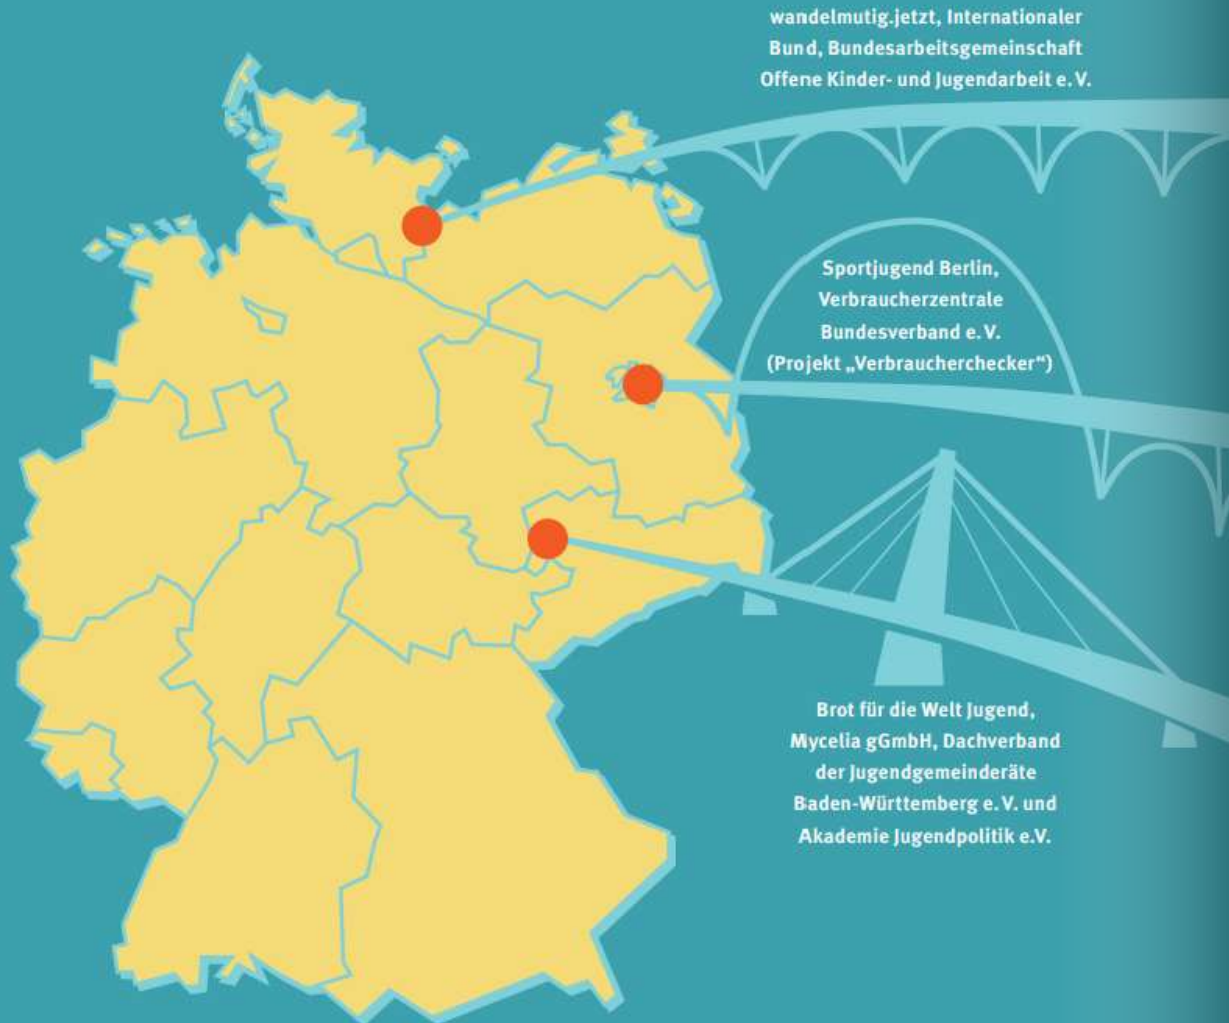 wandelmutig.jetzt, Internationaler
Bund, Bundesarbeitsgemeinschaft
Offene Kinder- und Jugendarbeit e. V.
Sportjugend Berlin,
Verbraucherzentrale
Bundesverband e. V.
(Projekt „Verbraucherchecker“)
Brot für die Welt Jugend,
Mycelia gGmbH, Dachverband
der Jugendgemeinderäte
Baden-Württemberg e. V. und
Akademie Jugendpolitik e.V.